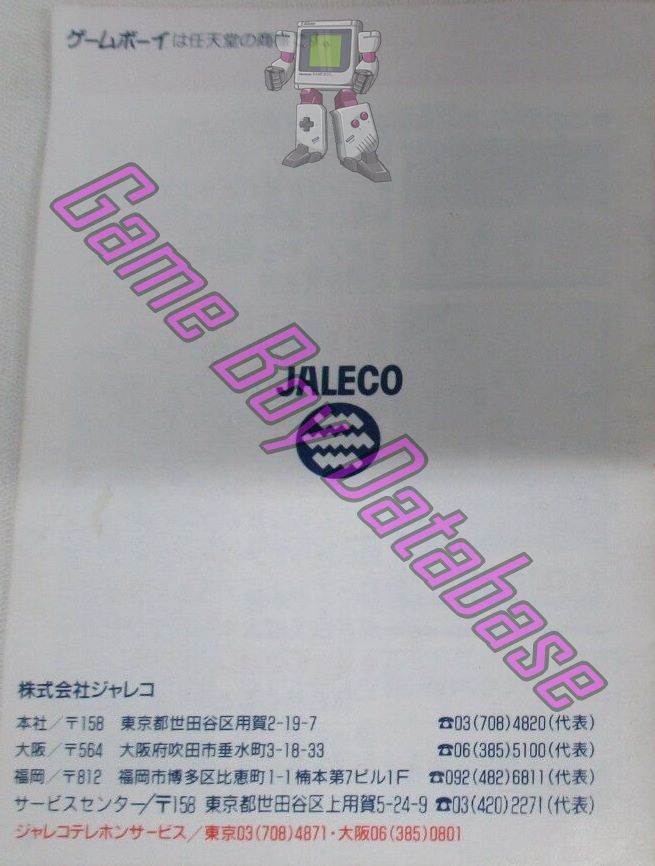 ゲームボーイは任天堂の商標です。
Game Boy Database
JALECO
株式会社ジャレコ
本社／〒158 東京都世田谷区用賀2-19-7 ☎03(708)4820(代表)
大阪／〒564 大阪府吹田市垂水町3-18-33 ☎06(385)5100(代表)
福岡／〒812 福岡市博多区比恵町1-1楠本第7ビル1F ☎092(482)6811(代表)
サービスセンター／〒158 東京都世田谷区上用賀5-24-9 ☎03(420)2271(代表)
ジャレコテレホンサービス／東京03(708)4871・大阪06(385)0801